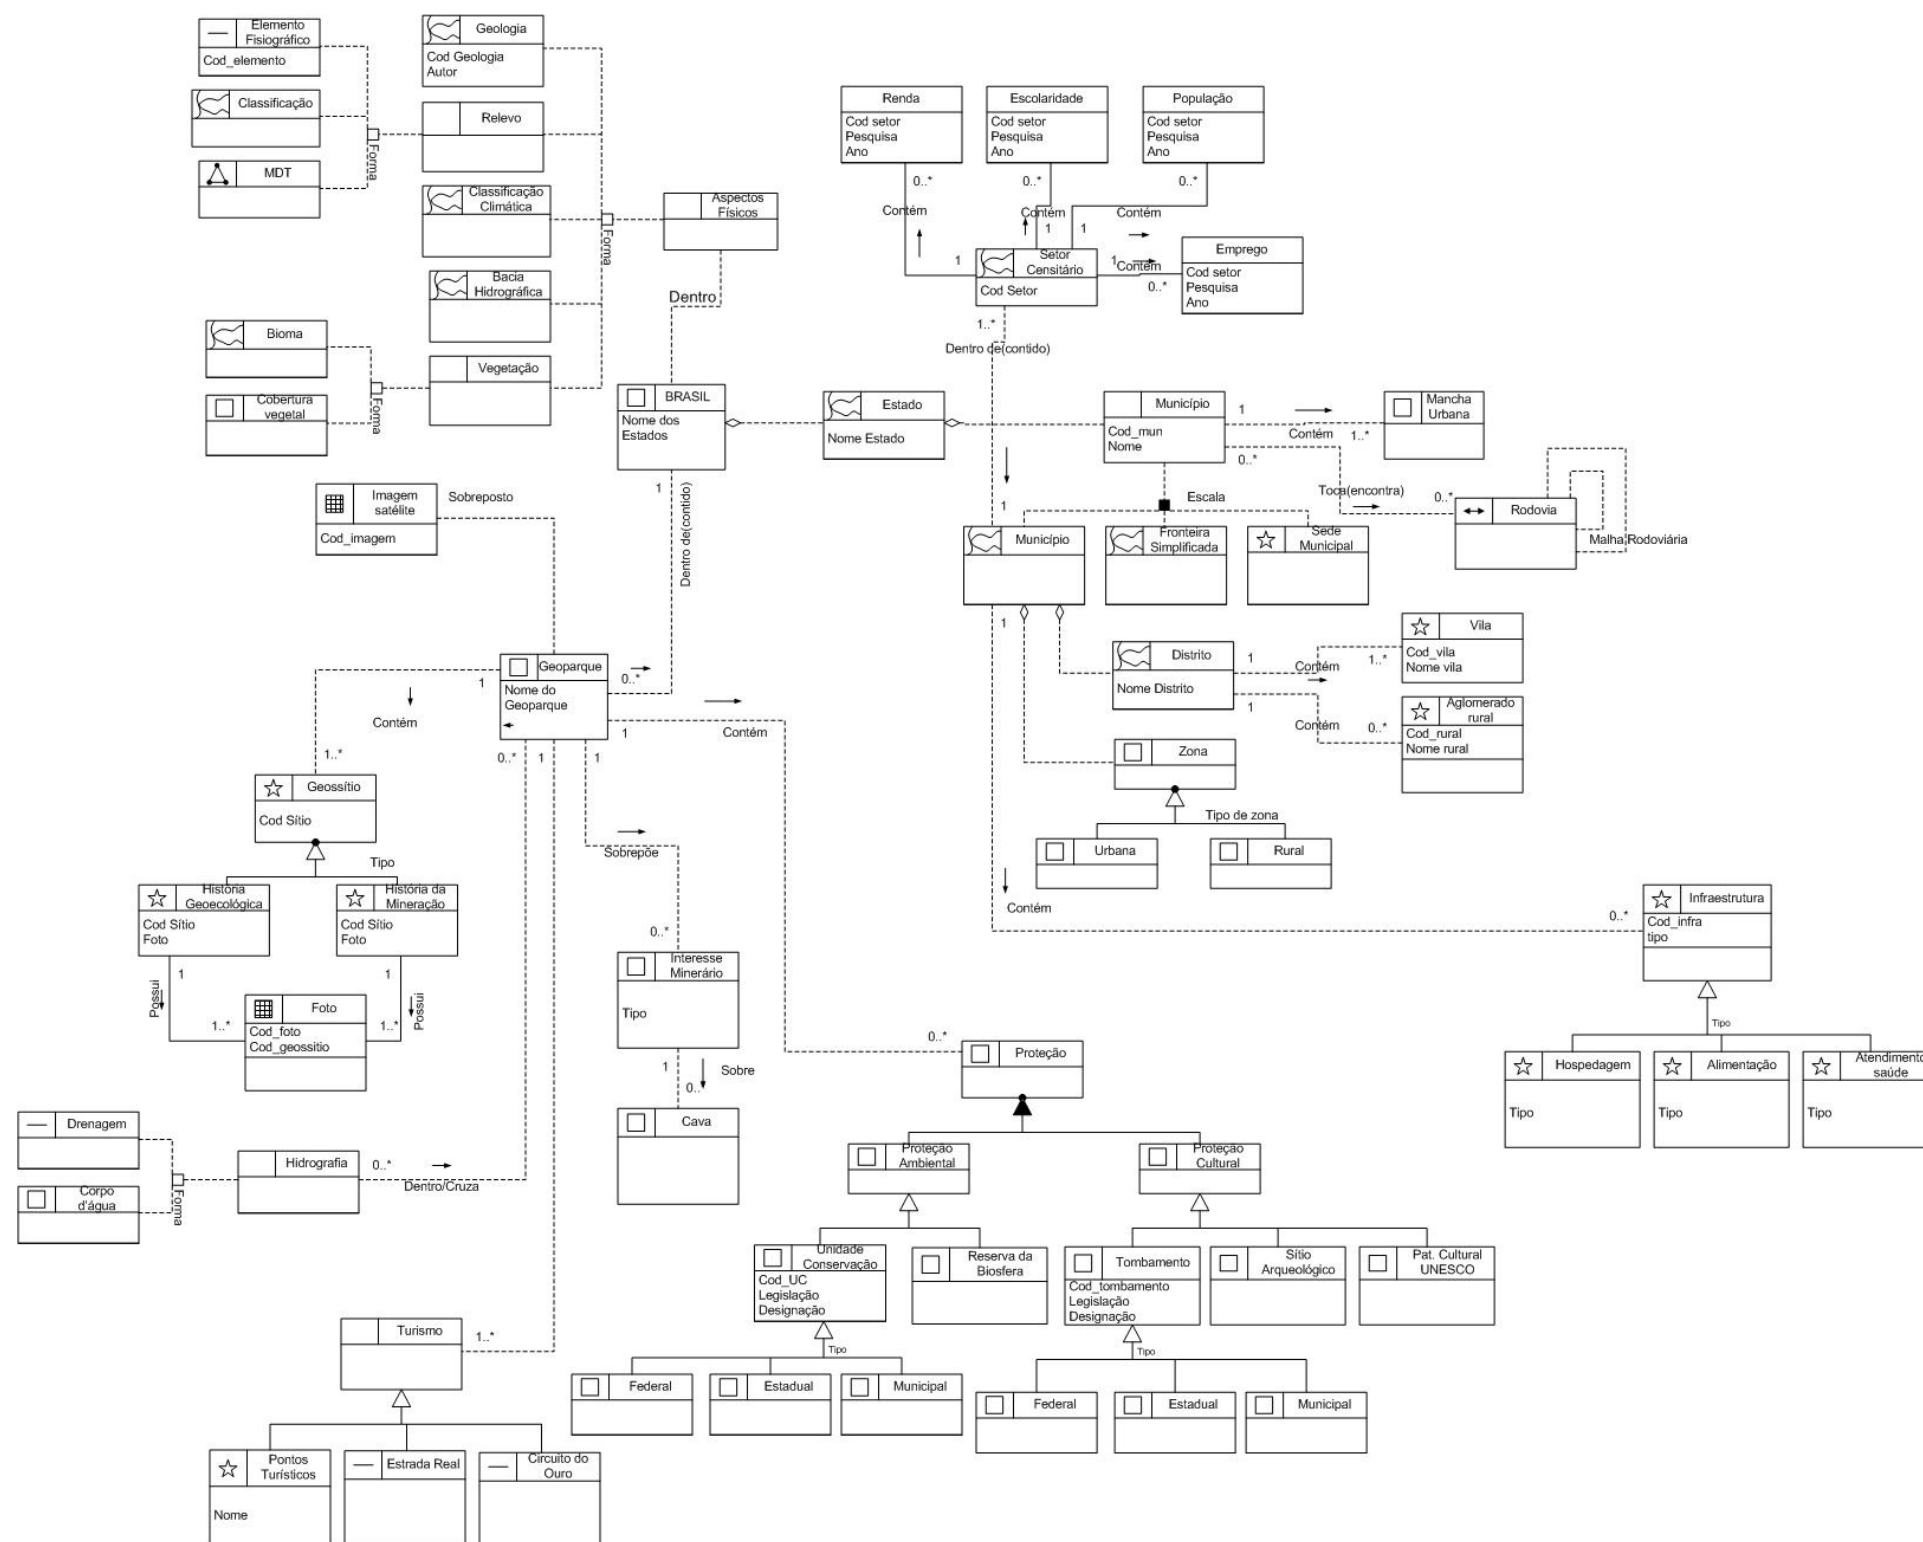 Elemento
Fisiográfico
Cod_elemento
Classificação
MDT
Forma
Geologia
Cod Geologia
Autor
Relevo
Classificação
Climática
Bacia
Hidrográfica
Vegetação
Forma
Aspectos
Físicos
Dentro
Bioma
Cobertura
vegetal
Forma
BRASIL
Nome dos
Estados
Estado
Nome Estado
Renda
Cod setor
Pesquisa
Ano
Escolaridade
Cod setor
Pesquisa
Ano
População
Cod setor
Pesquisa
Ano
0..*
0..*
0..*
Contém
Contém
Contém
1
1
1
Setor
Censitário
Cod Setor
1
Contém
0..*
Emprego
Cod setor
Pesquisa
Ano
1..*
Dentro de(contido)
1
Município
Cod_mun
Nome
1
Contém
1..*
Mancha
Urbana
0..*
Toca(encontra)
0..*
Rodovia
Malha Rodoviária
Escala
Município
Fronteira
Simplificada
Sede
Municipal
1
Distrito
Nome Distrito
1
Contém
1..*
Vila
Cod_vila
Nome vila
1
Contém
0..*
Aglomerado
rural
Cod_rural
Nome rural
Zona
Tipo de zona
Urbana
Rural
Contém
0..*
Infraestrutura
Cod_infra
tipo
Tipo
Hospedagem
Tipo
Alimentação
Tipo
Atendimento
saúde
Tipo
Imagem
satélite
Cod_imagem
Sobreposto
1
Dentro de(contido)
0..*
Geoparque
Nome do
Geoparque
1
Contém
1..*
Geossítio
Cod Sítio
Tipo
História
Geoecológica
Cod Sítio
Foto
História da
Mineração
Cod Sítio
Foto
1
Possui
1..*
1
Possui
1..*
Foto
Cod_foto
Cod_geossitio
0..*
1
1
1
Contém
0..*
Sobrepõe
0..*
Interesse
Minerário
Tipo
1
0..
Sobre
Cava
Drenagem
Corpo
d'água
Forma
Hidrografia
0..*
Dentro/Cruza
Turismo
1..*
Pontos
Turísticos
Nome
Estrada Real
Circuito do
Ouro
Proteção
Proteção
Ambiental
Proteção
Cultural
Unidade
Conservação
Cod_UC
Legislação
Designação
Reserva da
Biosfera
Tombamento
Cod_tombamento
Legislação
Designação
Sítio
Arqueológico
Pat. Cultural
UNESCO
Tipo
Federal
Estadual
Municipal
Tipo
Federal
Estadual
Municipal